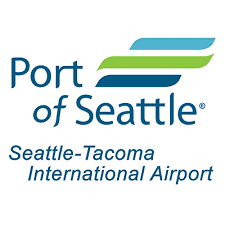 Port
of Seattle®
Seattle-Tacoma
International Airport